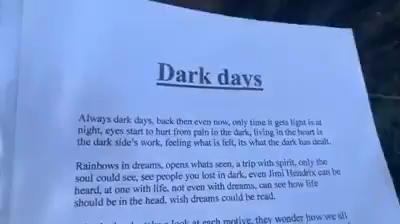 Dark days
Always dark days, back then even now, only time it gets light is at
night, eyes start to hurt from pain in the dark, living in the heart is
the dark side's work, feeling what is felt, its what the dark has dealt.
Rainbows in dreams, opens whats seen, a trip with spirit, only the
soul could see, see people you lost in dark, even Jimi Hendrix can be
heard, at one with life, not even with dreams, can see how life
should be in the head, wish dreams could be read.
look at each motive, they wonder how we all